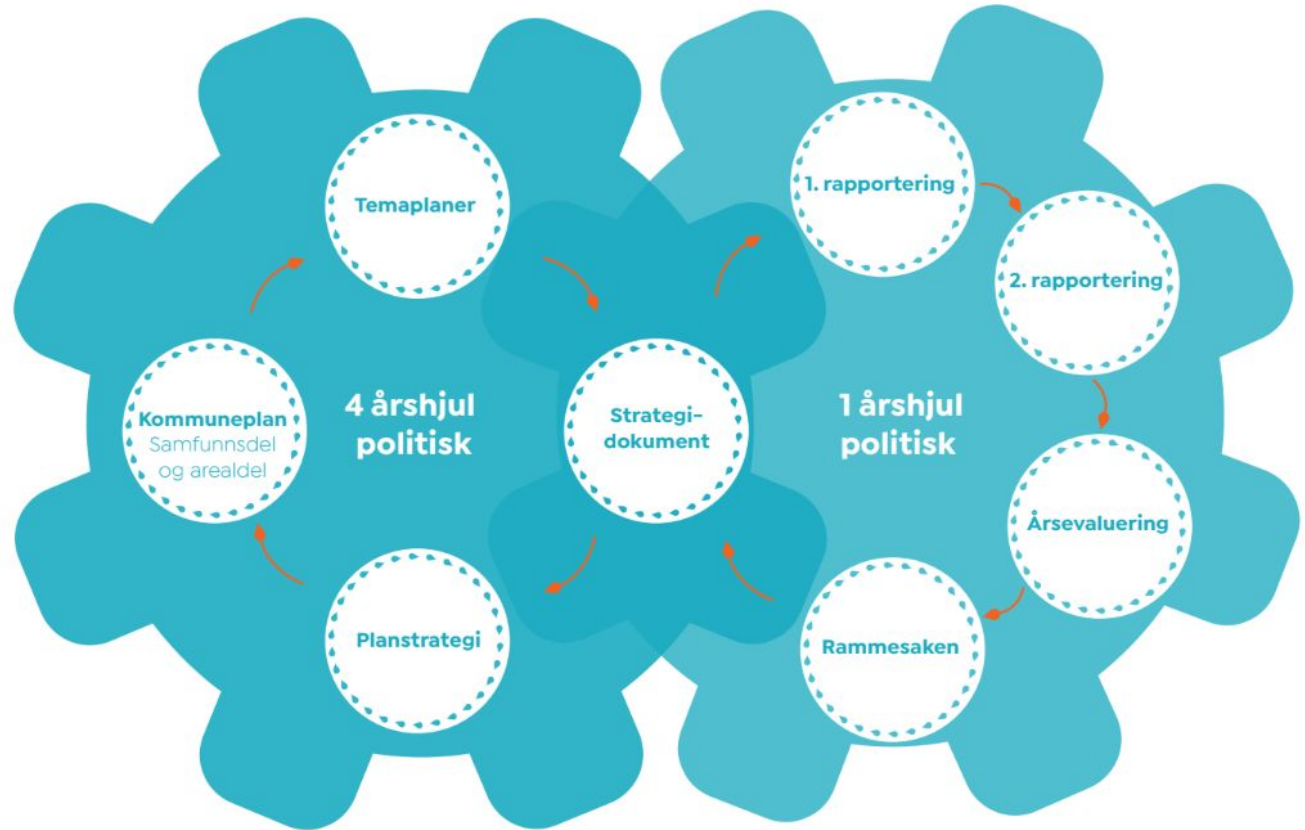 Temaplaner
Kommuneplan
Samfunnsdel
og arealdel
4 årshjul
politisk
Planstrategi
Strategi-
dokument
1. rapportering
2. rapportering
1 årshjul
politisk
Årsevaluering
Rammesaken